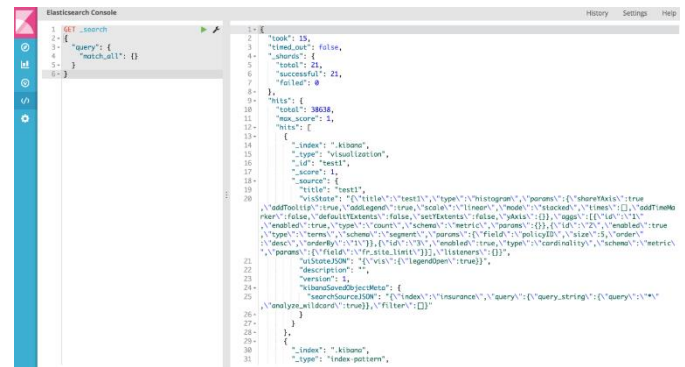 Elasticsearch Console
History Settings Help
1 GET _search
2 {
3 "query": {
4 "match_all": {}
5 }
6 }
1 {
2 "took": 15,
3 "timed_out": false,
4 "_shards": {
5 "total": 21,
6 "successful": 21,
7 "failed": 0
8 },
9 "hits": {
10 "total": 38638,
11 "max_score": 1,
12 "hits": [
13 {
14 "_index": ".kibana",
15 "_type": "visualization",
16 "_id": "test1",
17 "_score": 1,
18 "_source": {
19 "title": "test1",
20 "visState": "{\"title\":\"test1\",\"type\":\"histogram\",\"params\":{\"shareYAxis\":true
,\"addTooltip\":true,\"addLegend\":true,\"scale\":\"linear\",\"mode\":\"stacked\",\"times\":[],\"addTimeMa
rker\":false,\"defaultYExtents\":false,\"setYExtents\":false,\"yAxis\":{}},\"aggs\":[{\"id\":\"1\"
,\"enabled\":true,\"type\":\"count\",\"schema\":\"metric\",\"params\":{}},{\"id\":\"2\",\"enabled\":true
,\"type\":\"terms\",\"schema\":\"segment\",\"params\":{\"field\":\"policyID\",\"size\":5,\"order\"
:\"desc\",\"orderBy\":\"1\"}},{\"id\":\"3\",\"enabled\":true,\"type\":\"cardinality\",\"schema\":\"metric\"
,\"params\":{\"field\":\"fr_site_limit\"}}],\"listeners\":{}}",
21 "uiStateJSON": "{\"vis\":{\"legendOpen\":true}}",
22 "description": "",
23 "version": 1,
24 "kibanaSavedObjectMeta": {
25 "searchSourceJSON": "{\"index\":\"insurance\",\"query\":{\"query_string\":{\"query\":\"*\"
,\"analyze_wildcard\":true}},\"filter\":[]}"
26 }
27 }
28 },
29 {
30 "_index": ".kibana",
31 "_type": "index-pattern",